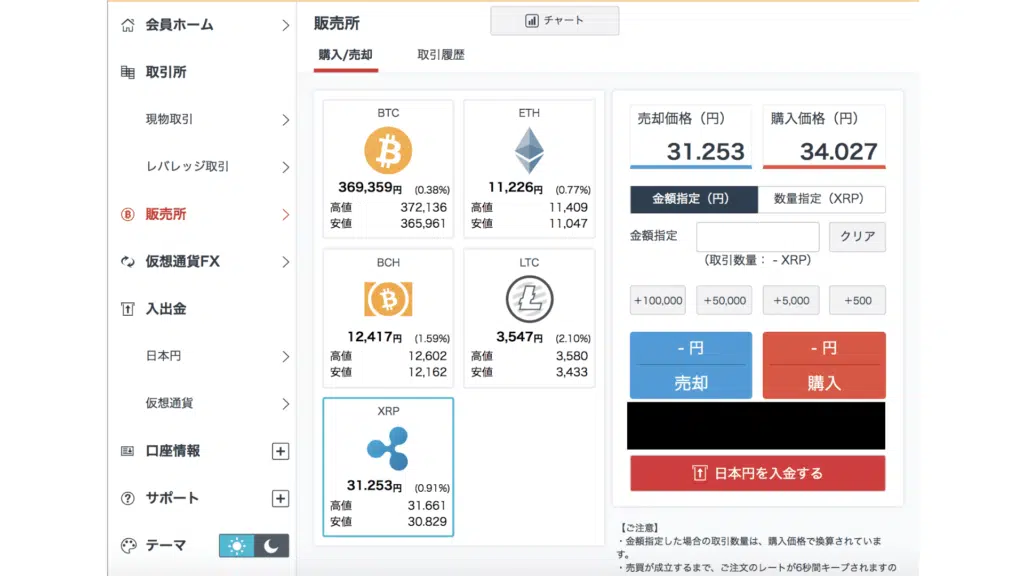 会員ホーム
取引所
現物取引
レバレッジ取引
販売所
仮想通貨FX
入出金
日本円
仮想通貨
口座情報
サポート
テーマ
販売所
チャート
購入/売却
取引履歴
BTC
369,359円 (0.38%)
高値 372,136
安値 365,961
ETH
11,226円 (0.77%)
高値 11,409
安値 11,047
BCH
12,417円 (1.59%)
高値 12,602
安値 12,162
LTC
3,547円 (2.10%)
高値 3,580
安値 3,433
XRP
31.253円 (0.91%)
高値 31.661
安値 30.829
売却価格（円）
31.253
購入価格（円）
34.027
金額指定（円）
数量指定（XRP）
金額指定
クリア
（取引数量： - XRP）
+100,000
+50,000
+5,000
+500
- 円
売却
- 円
購入
日本円を入金する
【ご注意】
・金額指定した場合の取引数量は、購入価格で換算されていま
す。
・売買が成立するまで、ご注文のレートが6秒間キープされますの